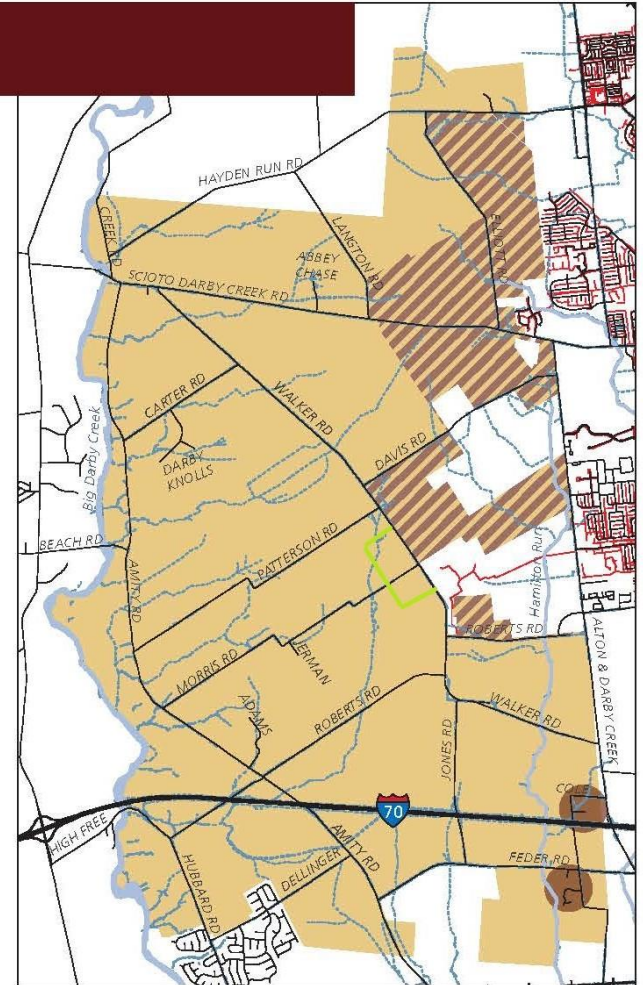 HAYDEN RUN RD
LANGTON RD
ELLIOTT RD
CREEK RD
ABBEY
CHASE
SCIOTO DARBY CREEK RD
CARTER RD
WALKER RD
DARBY
KNOLLS
DAVIS RD
Big Darby Creek
BEACH RD
PATTERSON RD
Hamilton Run
AMITY RD
ROBERTS RD
ALTON & DARBY CREEK
MORRIS RD
JERMAN
ADAMS
ROBERTS RD
JONES RD
WALKER RD
70
HIGH FREE
AMITY RD
FEDER RD
DELLINGER
HUBBARD RD